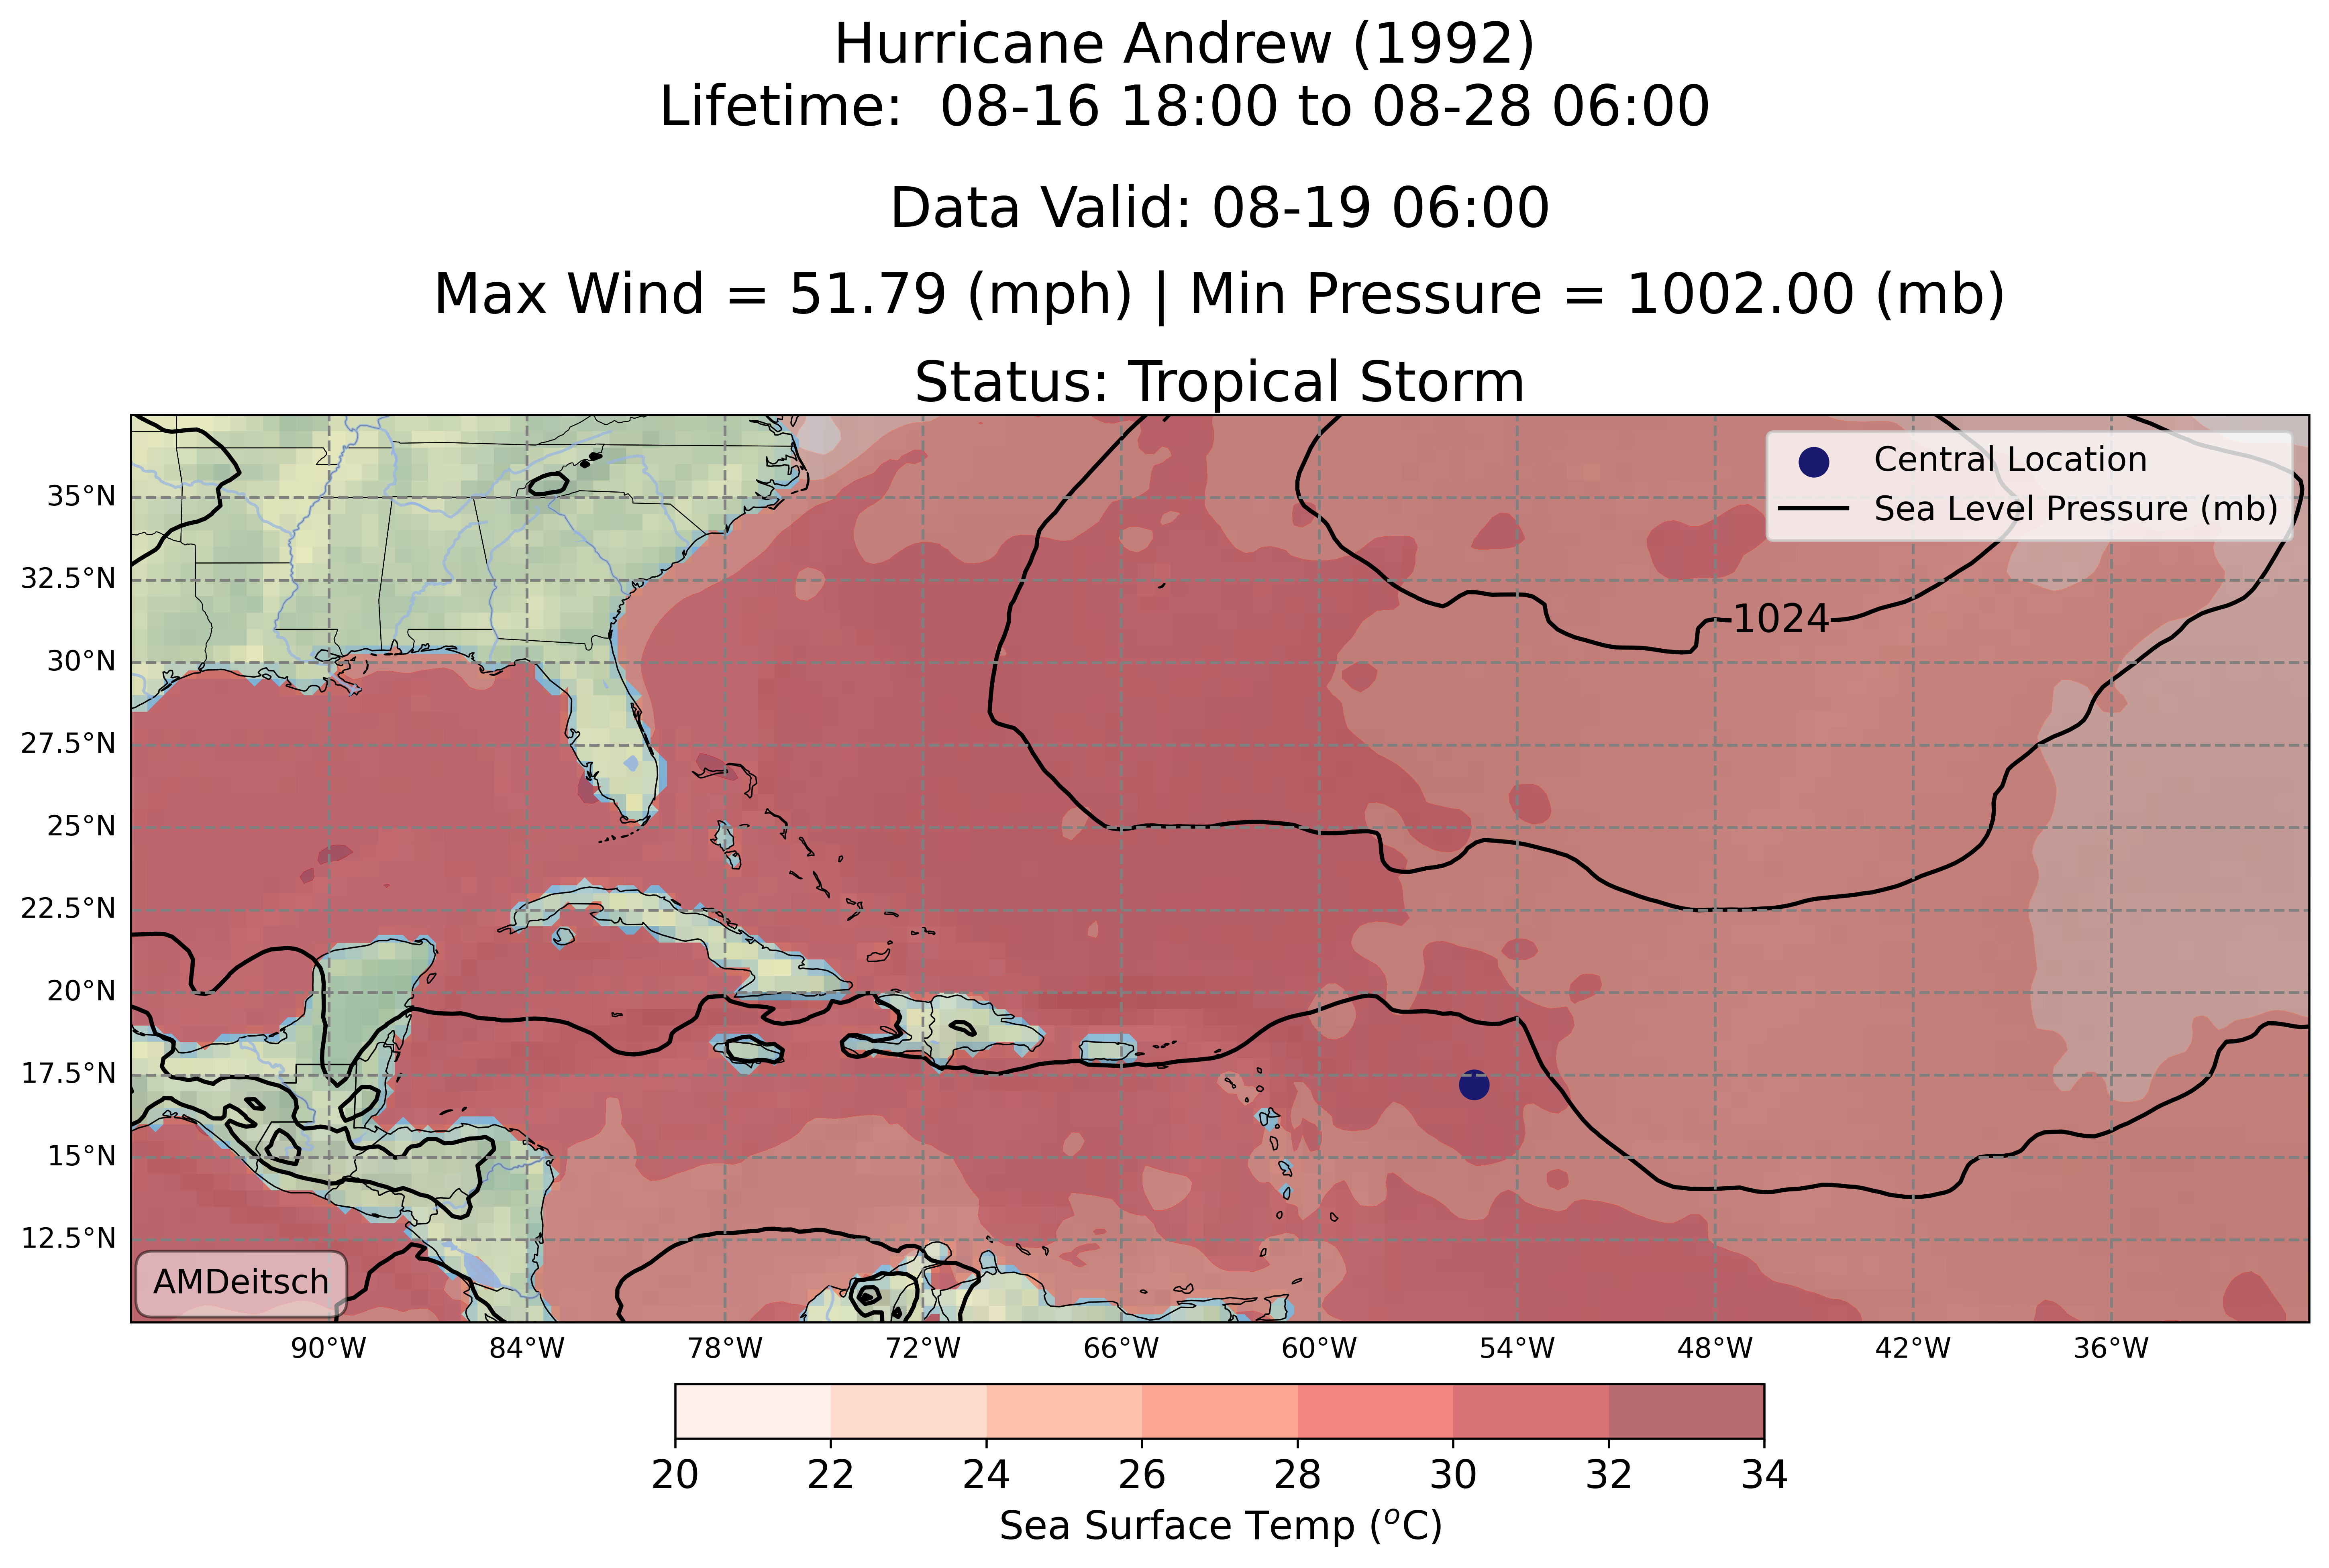 Hurricane Andrew (1992)
Lifetime:  08-16 18:00 to 08-28 06:00
Data Valid: 08-19 06:00
Max Wind = 51.79 (mph) | Min Pressure = 1002.00 (mb)
Status: Tropical Storm
Central Location
Sea Level Pressure (mb)
35°N
32.5°N
1024
30°N
27.5°N
25°N
22.5°N
20°N
17.5°N
15°N
12.5°N
AMDeitsch
90°W 84°W 78°W 72°W 66°W 60°W 54°W 48°W 42°W 36°W
20 22 24 26 28 30 32 34
Sea Surface Temp (°C)